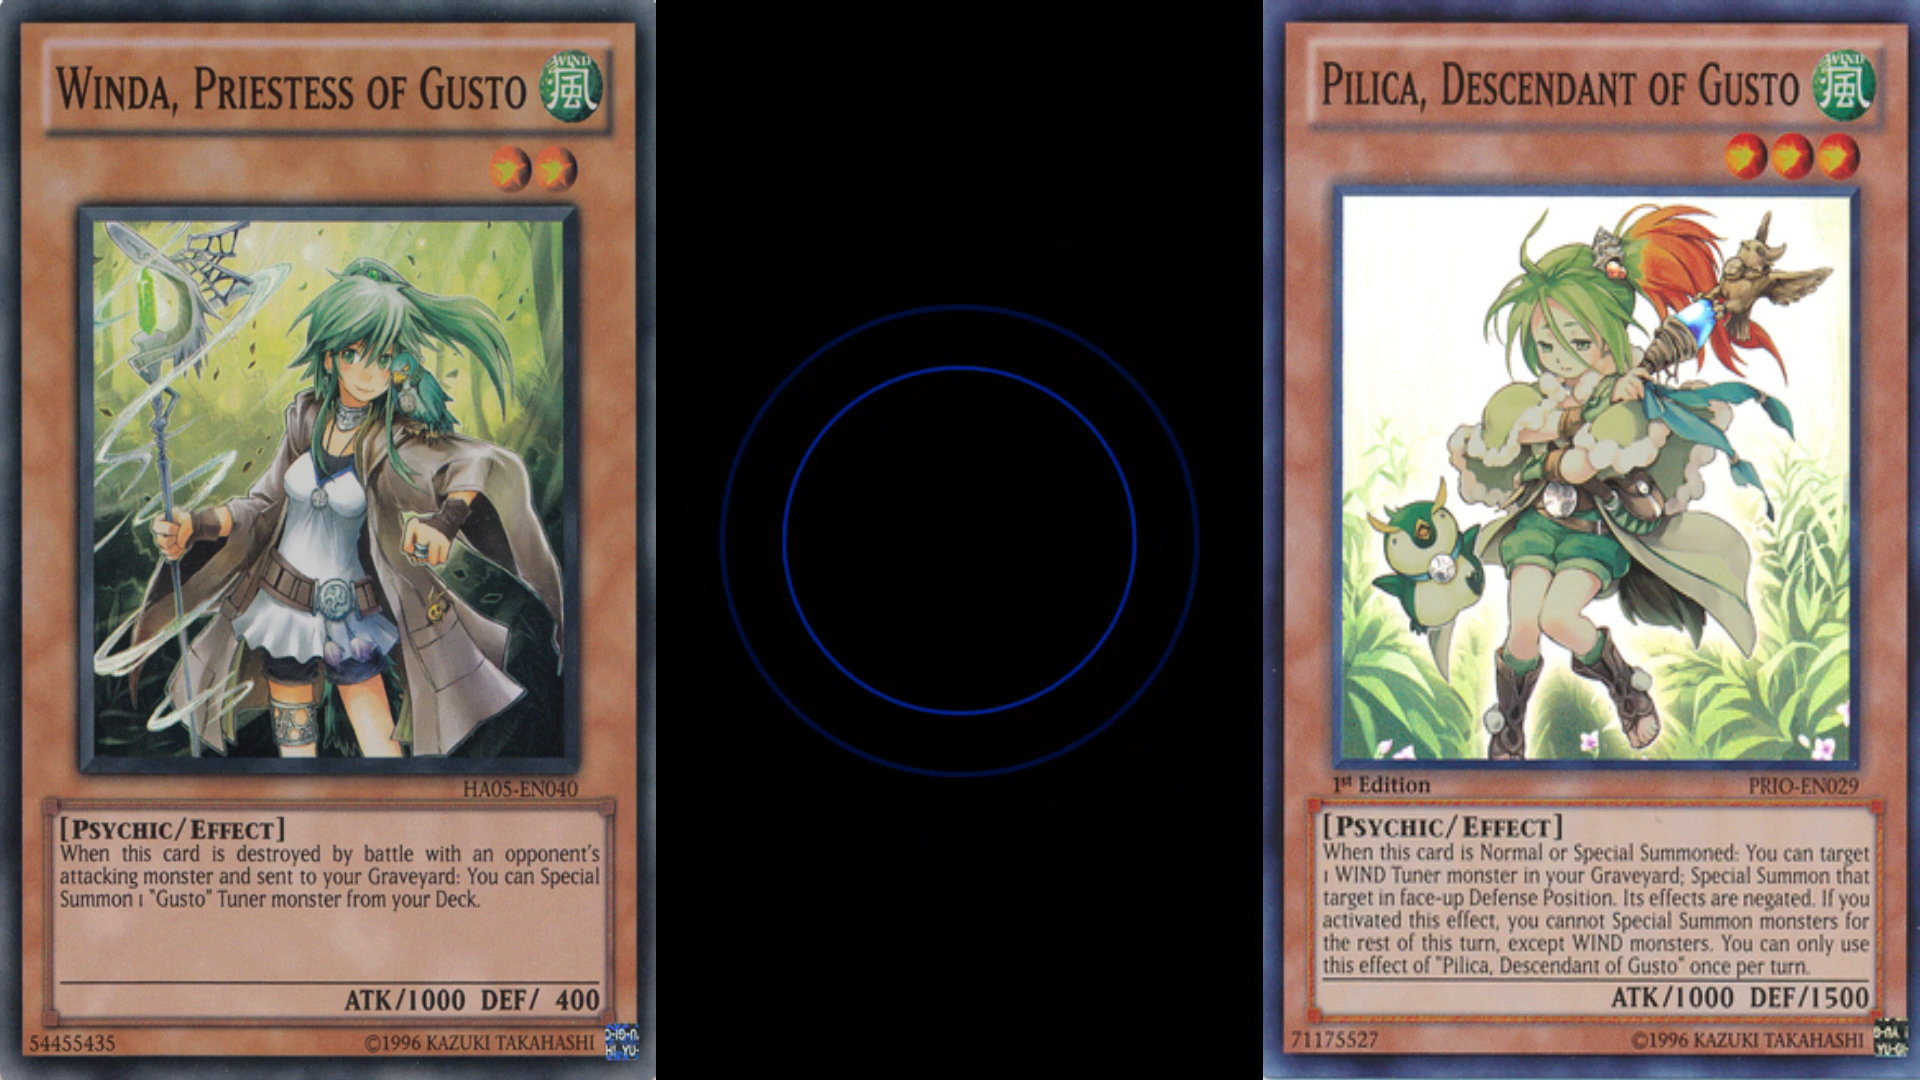 WINDA, PRIESTESS OF GUSTO
WIND
風
HA05-EN040
[PSYCHIC/EFFECT]
When this card is destroyed by battle with an opponent's
attacking monster and sent to your Graveyard: You can Special
Summon 1 "Gusto" Tuner monster from your Deck.
ATK/1000 DEF/ 400
54455435
©1996 KAZUKI TAKAHASHI
PILICA, DESCENDANT OF GUSTO
WIND
風
1st Edition
PRIO-EN029
[PSYCHIC/EFFECT]
When this card is Normal or Special Summoned: You can target
1 WIND Tuner monster in your Graveyard; Special Summon that
target in face-up Defense Position. Its effects are negated. If you
activated this effect, you cannot Special Summon monsters for
the rest of this turn, except WIND monsters. You can only use
this effect of "Pilica, Descendant of Gusto" once per turn.
ATK/1000 DEF/1500
71175527
©1996 KAZUKI TAKAHASHI